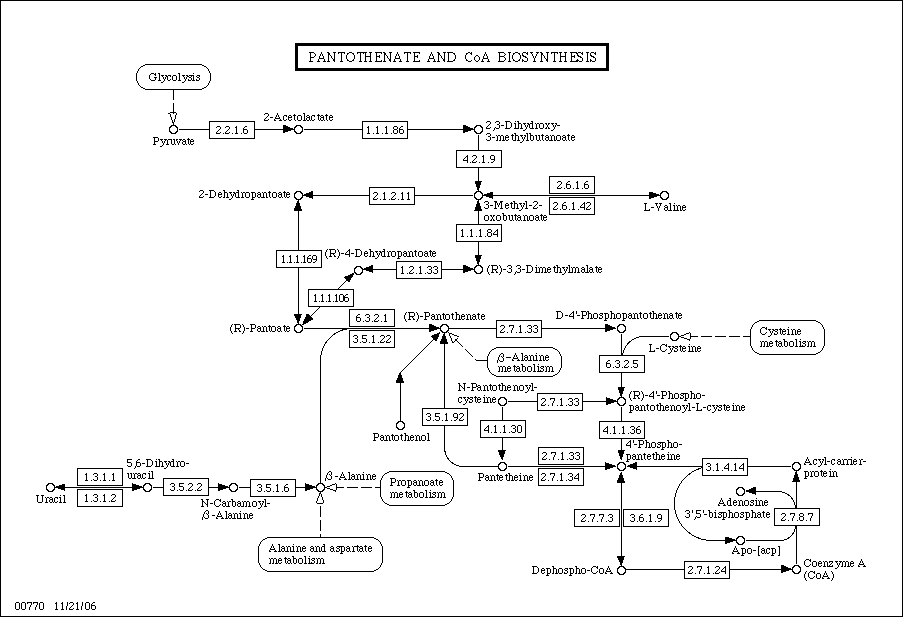 PANTOTHENATE AND CoA BIOSYNTHESIS
Glycolysis
2-Acetolactate
2,3-Dihydroxy-
3-methylbutanoate
2.2.1.6
1.1.1.86
Pyruvate
4.2.1.9
2-Dehydropantoate
2.1.2.11
2.6.1.6
2.6.1.42
3-Methyl-2-
oxobutanoate
L-Valine
1.1.1.84
1.1.1.169
(R)-4-Dehydropantoate
1.2.1.33
(R)-3,3-Dimethylmalate
1.1.1.106
(R)-Pantoate
6.3.2.1
3.5.1.22
(R)-Pantothenate
2.7.1.33
D-4'-Phosphopantothenate
Cysteine
metabolism
L-Cysteine
β-Alanine
metabolism
6.3.2.5
N-Pantothenoyl-
cysteine
2.7.1.33
(R)-4'-Phospho-
pantothenoyl-L-cysteine
3.5.1.92
4.1.1.30
4.1.1.36
Pantothenol
4'-Phospho-
pantetheine
2.7.1.33
2.7.1.34
Pantetheine
3.1.4.14
Acyl-carrier-
protein
5,6-Dihydro-
uracil
1.3.1.1
1.3.1.2
Uracil
3.5.2.2
3.5.1.6
N-Carbamoyl-
β-Alanine
β-Alanine
Propanoate
metabolism
Adenosine
3',5'-bisphosphate
2.7.7.3
3.6.1.9
2.7.8.7
Apo-[acp]
Alanine and aspartate
metabolism
Dephospho-CoA
2.7.1.24
Coenzyme A
(CoA)
00770 11/21/06